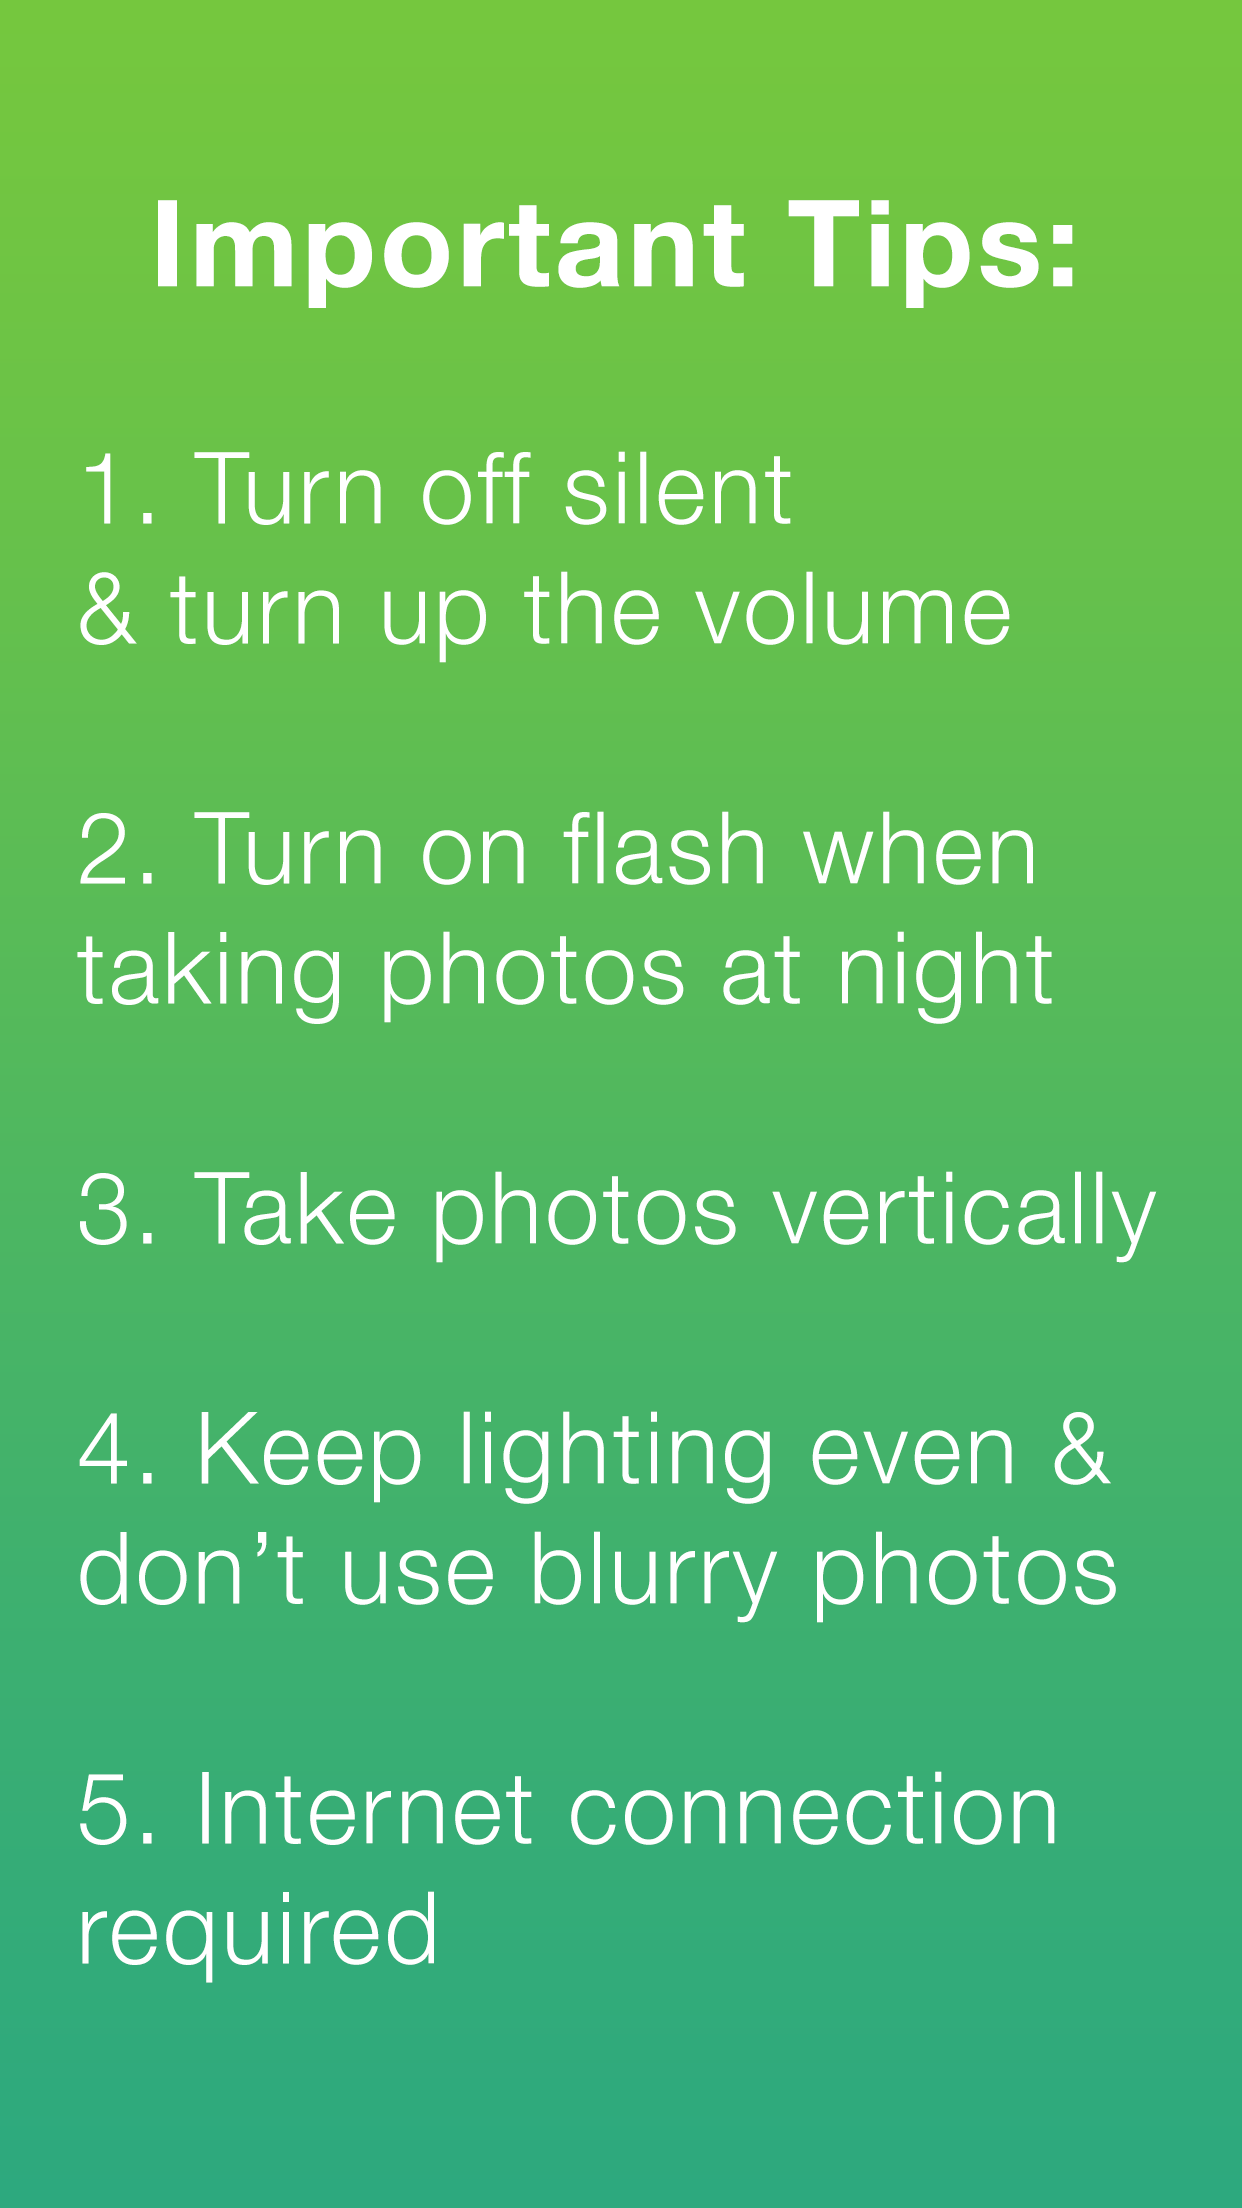 Important Tips:
1. Turn off silent
& turn up the volume
2. Turn on flash when
taking photos at night
3. Take photos vertically
4. Keep lighting even &
don’t use blurry photos
5. Internet connection
required